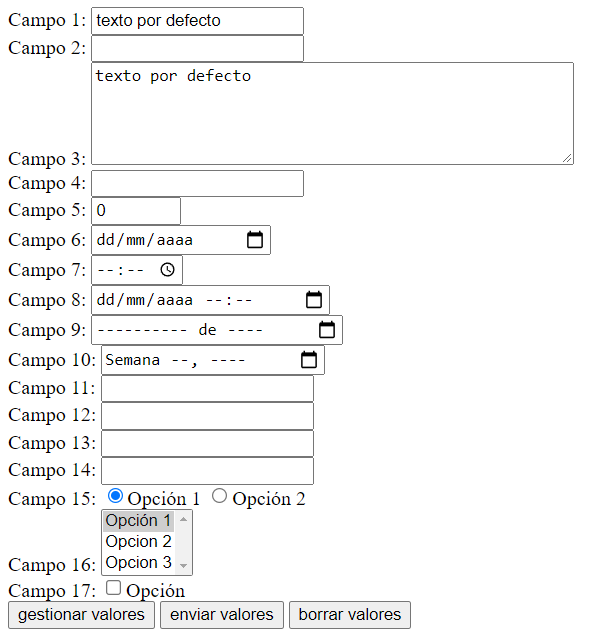 Campo 1: texto por defecto
Campo 2:
texto por defecto
Campo 3:
Campo 4:
Campo 5: 0
Campo 6: dd/mm/aaaa
Campo 7: --:--
Campo 8: dd/mm/aaaa --:--
Campo 9: ---------- de ----
Campo 10: Semana --, ----
Campo 11:
Campo 12:
Campo 13:
Campo 14:
Campo 15: Opción 1 Opción 2
Opción 1
Opcion 2
Campo 16: Opcion 3
Campo 17: Opción
gestionar valores enviar valores borrar valores